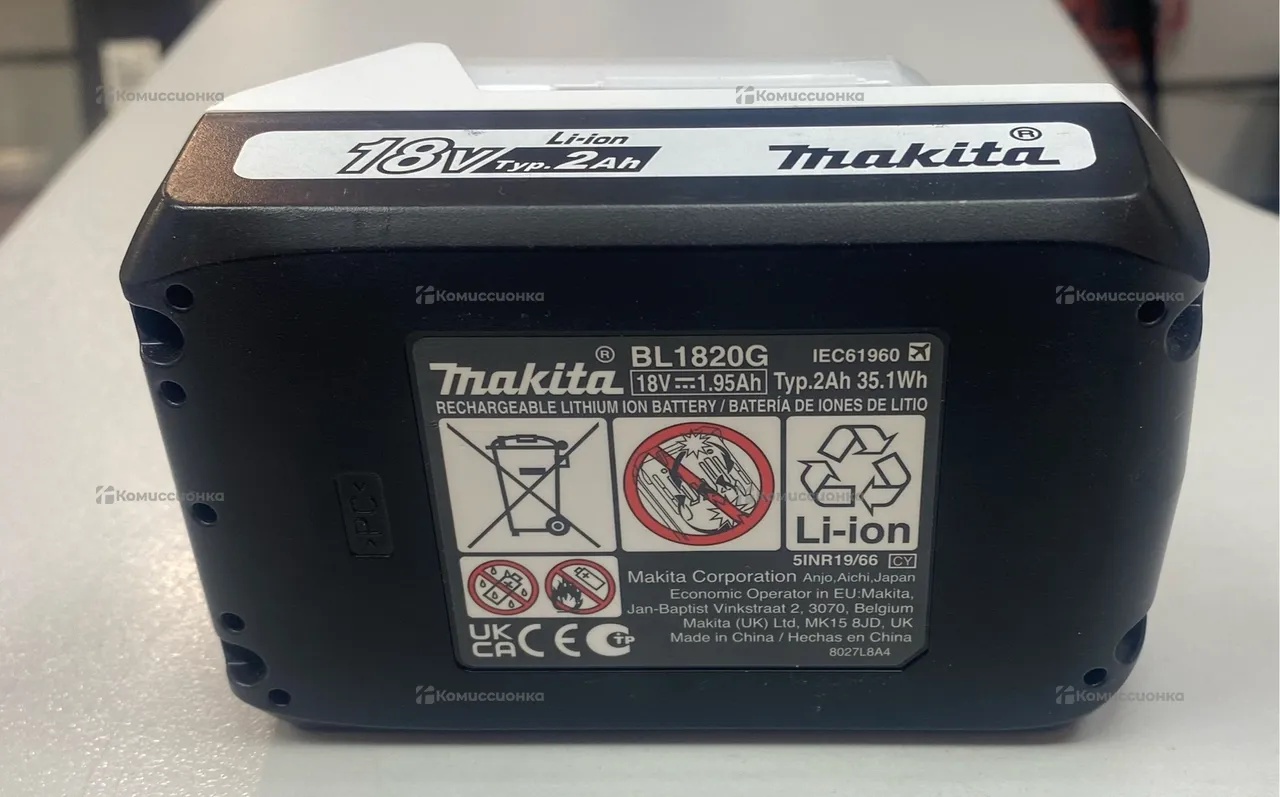 Комиссионка
Комиссионка
18V Li-ion Typ.2Ah
makita®
Комиссионка
Комиссионка
makita® BL1820G IEC61960
18V⎓1.95Ah Typ.2Ah 35.1Wh
RECHARGEABLE LITHIUM ION BATTERY / BATERÍA DE IONES DE LITIO
Комиссионка
Комиссионка
>PC<
Li-ion
5INR19/66 CY
Makita Corporation Anjo,Aichi,Japan
Economic Operator in EU:Makita,
Jan-Baptist Vinkstraat 2, 3070, Belgium
Makita (UK) Ltd, MK15 8JD, UK
Made in China / Hechas en China
8027L8A4
UK
CA CE TP
Комиссионка
Комиссионка